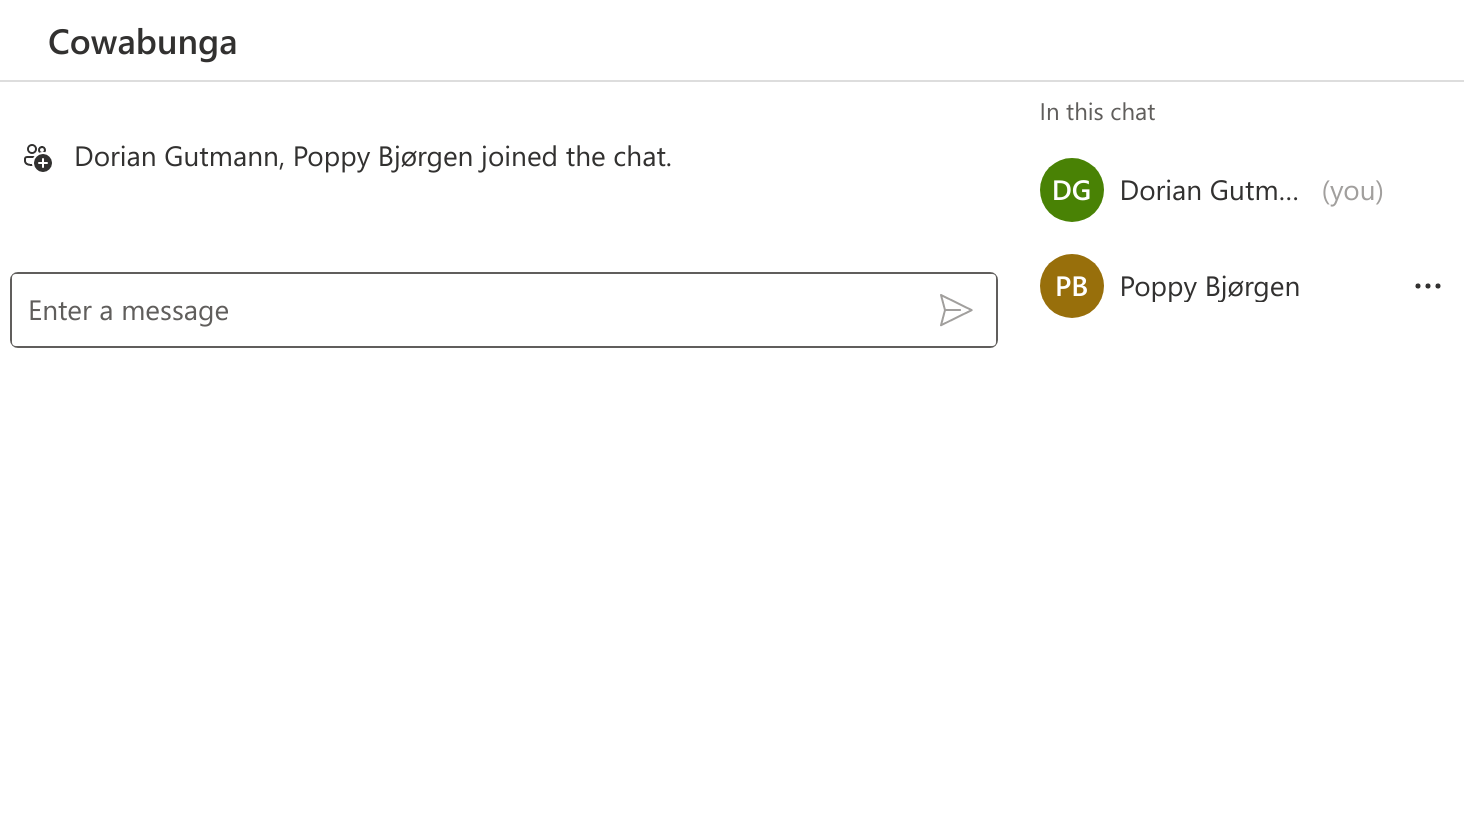 Cowabunga
Dorian Gutmann, Poppy Bjørgen joined the chat.
Enter a message
In this chat
DG Dorian Gutm... (you)
PB Poppy Bjørgen